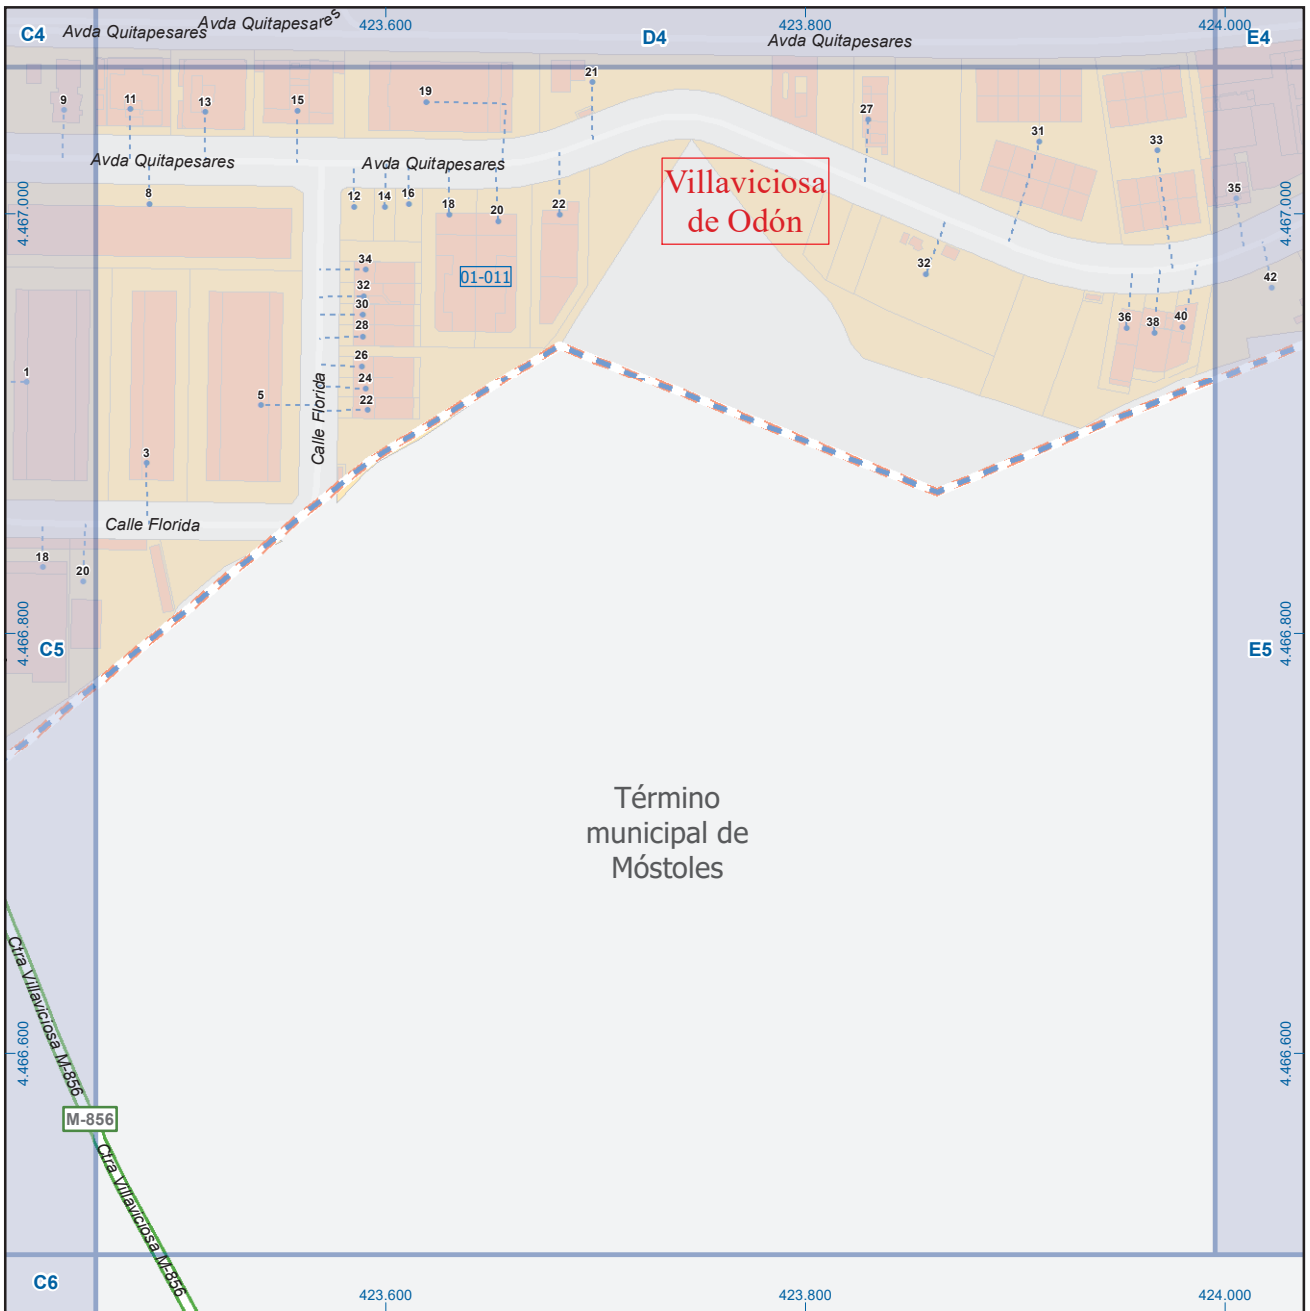 423.600
423.800
424.000
C4
Avda Quitapesares
Avda Quitapesares
D4
Avda Quitapesares
E4
9
11
13
15
19
21
27
31
33
35
Avda Quitapesares
Avda Quitapesares
Villaviciosa
de Odón
8
12
14
16
18
20
22
4.467.000
4.467.000
34
32
30
28
26
24
22
01-011
32
42
36
38
40
1
5
3
Calle Florida
Calle Florida
18
20
4.466.800
4.466.800
C5
E5
Término
municipal de
Móstoles
Ctra Villaviciosa M-856
4.466.600
4.466.600
M-856
Ctra Villaviciosa M-856
C6
423.600
423.800
424.000